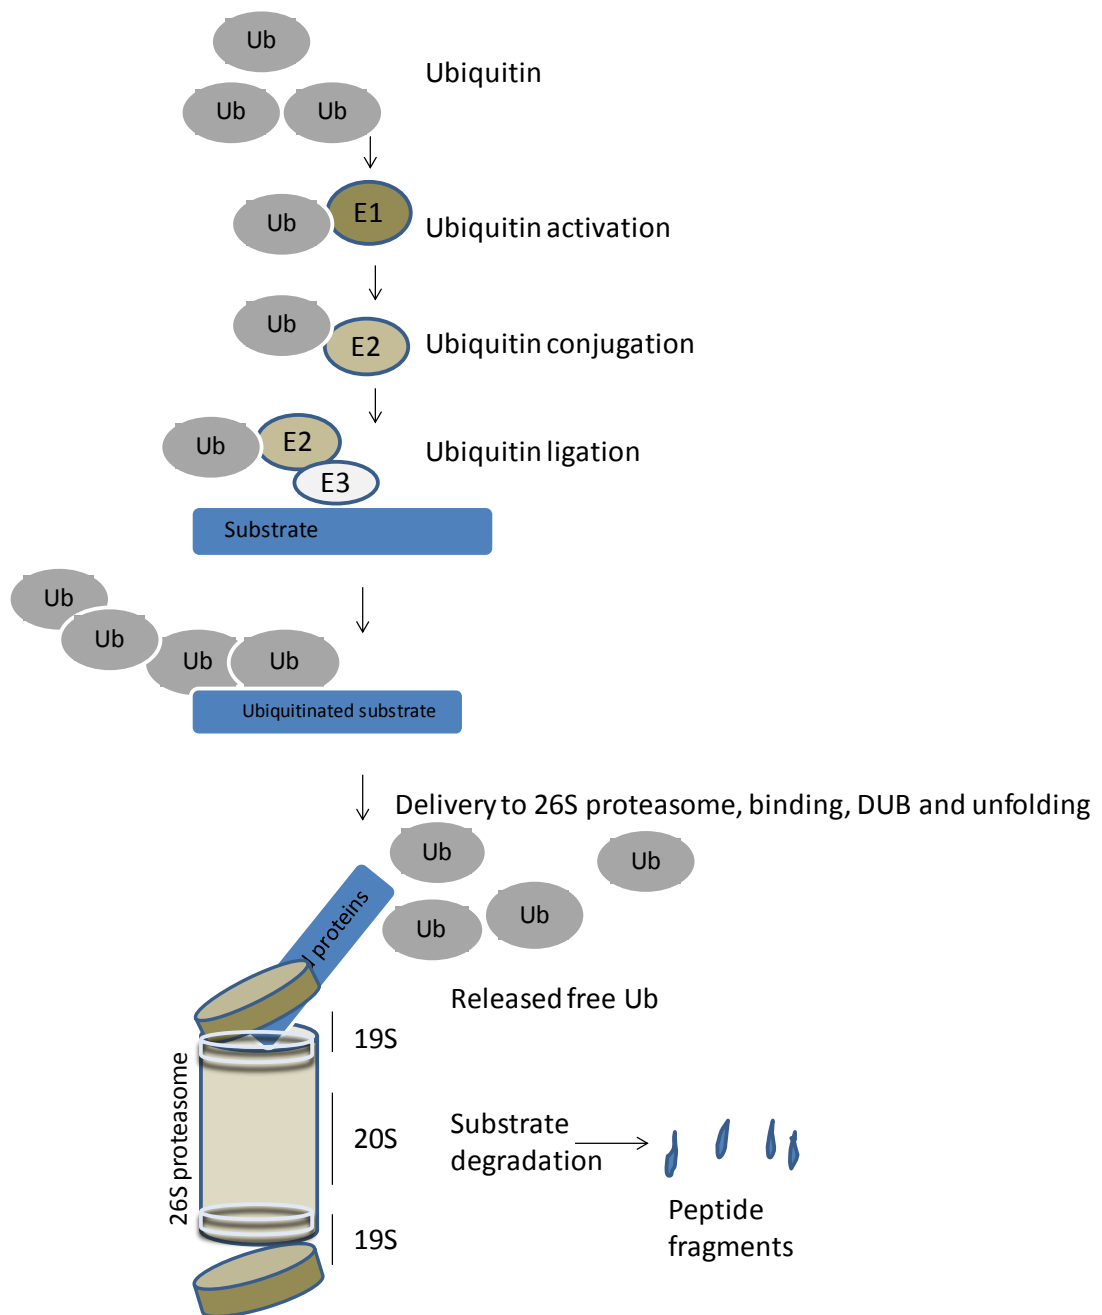 Ub
Ubiquitin
Ub
Ub
Ub
E1
Ubiquitin activation
Ub
E2
Ubiquitin conjugation
Ub
E2
E3
Ubiquitin ligation
Substrate
Ub
Ub
Ub
Ub
Ubiquitinated substrate
Delivery to 26S proteasome, binding, DUB and unfolding
Ub
Ub
Ub
Ub
proteins
Released free Ub
19S
26S proteasome
20S
Substrate
degradation
19S
Peptide
fragments